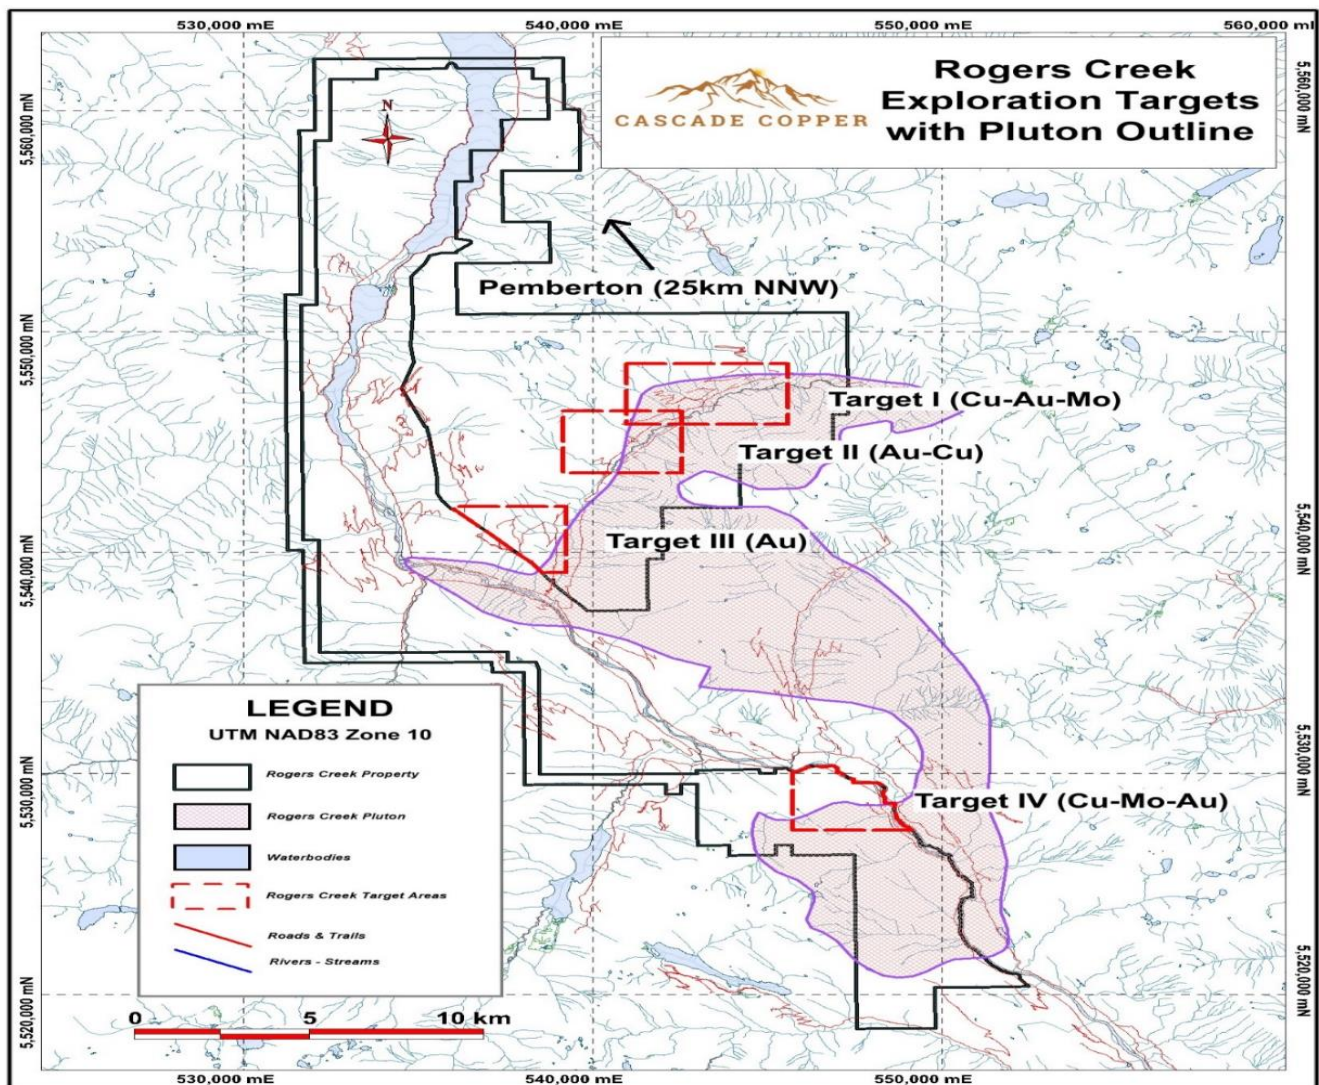 530,000 mE
540,000 mE
550,000 mE
560,000 mE
Rogers Creek
Exploration Targets
with Pluton Outline
CASCADE COPPER
N
5,560,000 mN
5,560,000 mN
Pemberton (25km NNW)
5,550,000 mN
Target I (Cu-Au-Mo)
Target II (Au-Cu)
Target III (Au)
5,540,000 mN
5,540,000 mN
LEGEND
UTM NAD83 Zone 10
Rogers Creek Property
Rogers Creek Pluton
Waterbodies
Rogers Creek Target Areas
Roads & Trails
Rivers - Streams
5,530,000 mN
5,530,000 mN
Target IV (Cu-Mo-Au)
5,520,000 mN
5,520,000 mN
0 5 10 km
530,000 mE
540,000 mE
550,000 mE